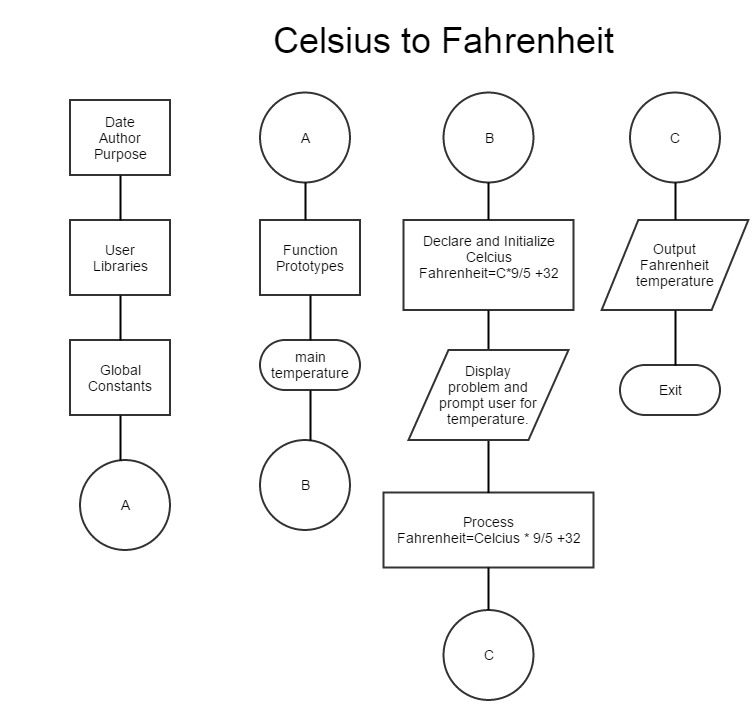 Celsius to Fahrenheit
Date
Author
Purpose
User
Libraries
Global
Constants
A
A
Function
Prototypes
main
temperature
B
B
Declare and Initialize
Celcius
Fahrenheit=C*9/5 +32
Display
problem and
prompt user for
temperature.
Process
Fahrenheit=Celcius * 9/5 +32
C
C
Output
Fahrenheit
temperature
Exit